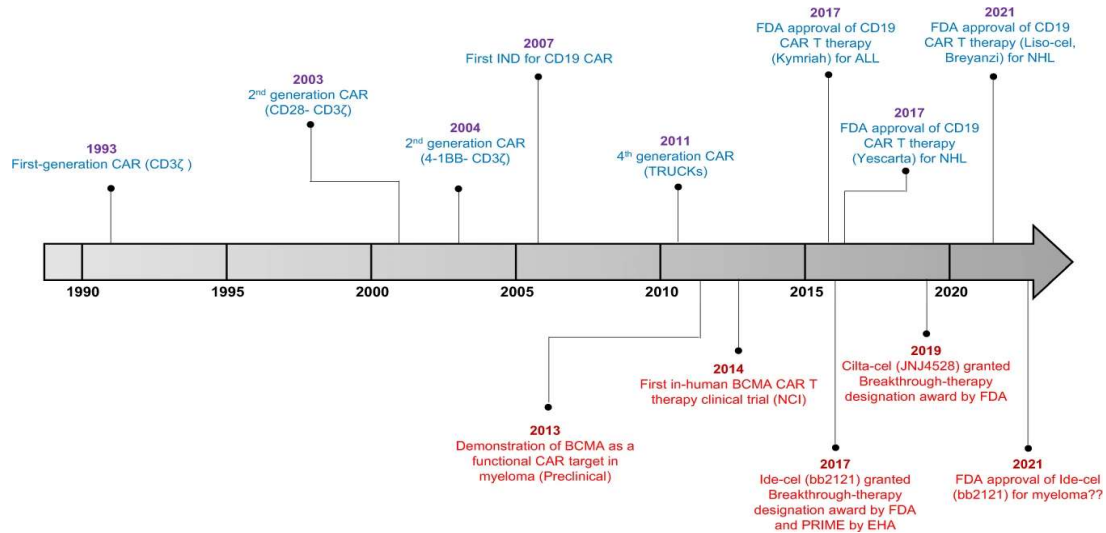 1993
First-generation CAR (CD3ζ )
2003
2nd generation CAR
(CD28- CD3ζ)
2004
2nd generation CAR
(4-1BB- CD3ζ)
2007
First IND for CD19 CAR
2011
4th generation CAR
(TRUCKs)
2017
FDA approval of CD19
CAR T therapy
(Kymriah) for ALL
2017
FDA approval of CD19
CAR T therapy
(Yescarta) for NHL
2021
FDA approval of CD19
CAR T therapy (Liso-cel,
Breyanzi) for NHL
1990
1995
2000
2005
2010
2015
2020
2013
Demonstration of BCMA as a
functional CAR target in
myeloma (Preclinical)
2014
First in-human BCMA CAR T
therapy clinical trial (NCI)
2017
Ide-cel (bb2121) granted
Breakthrough-therapy
designation award by FDA
and PRIME by EHA
2019
Cilta-cel (JNJ4528) granted
Breakthrough-therapy
designation award by FDA
2021
FDA approval of Ide-cel
(bb2121) for myeloma??